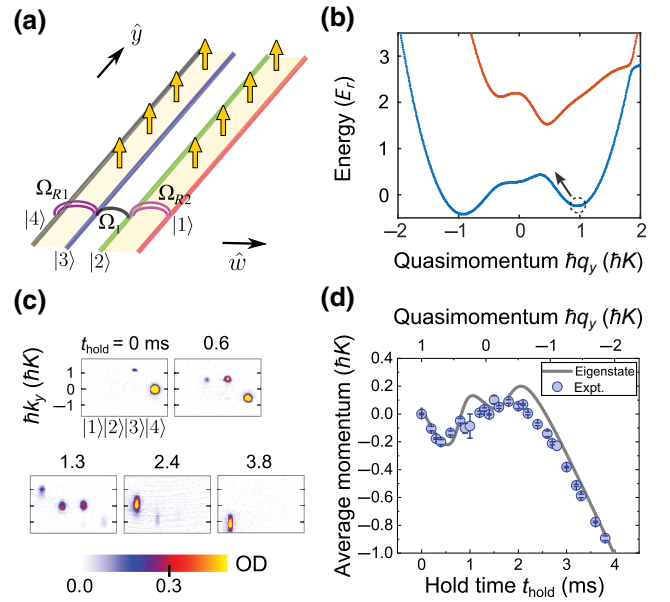 (a)
ŷ
Ω_R1
Ω_R2
|4⟩
Ω_1
|1⟩
|3⟩
|2⟩
ŵ
(b)
Energy (E_r)
3
2
1
0
−2 −1 0 1 2
Quasimomentum ħq_y (ħK)
(c)
t_hold = 0 ms 0.6
ħk_y (ħK)
1
0
−1
|1⟩|2⟩|3⟩|4⟩
1.3 2.4 3.8
OD
0.0 0.3
(d)
Quasimomentum ħq_y (ħK)
1 0 −1 −2
Average momentum (ħK)
0.4
0.2
0.0
−0.2
−0.4
−0.6
−0.8
−1.0
Eigenstate
Expt.
0 1 2 3 4
Hold time t_hold (ms)